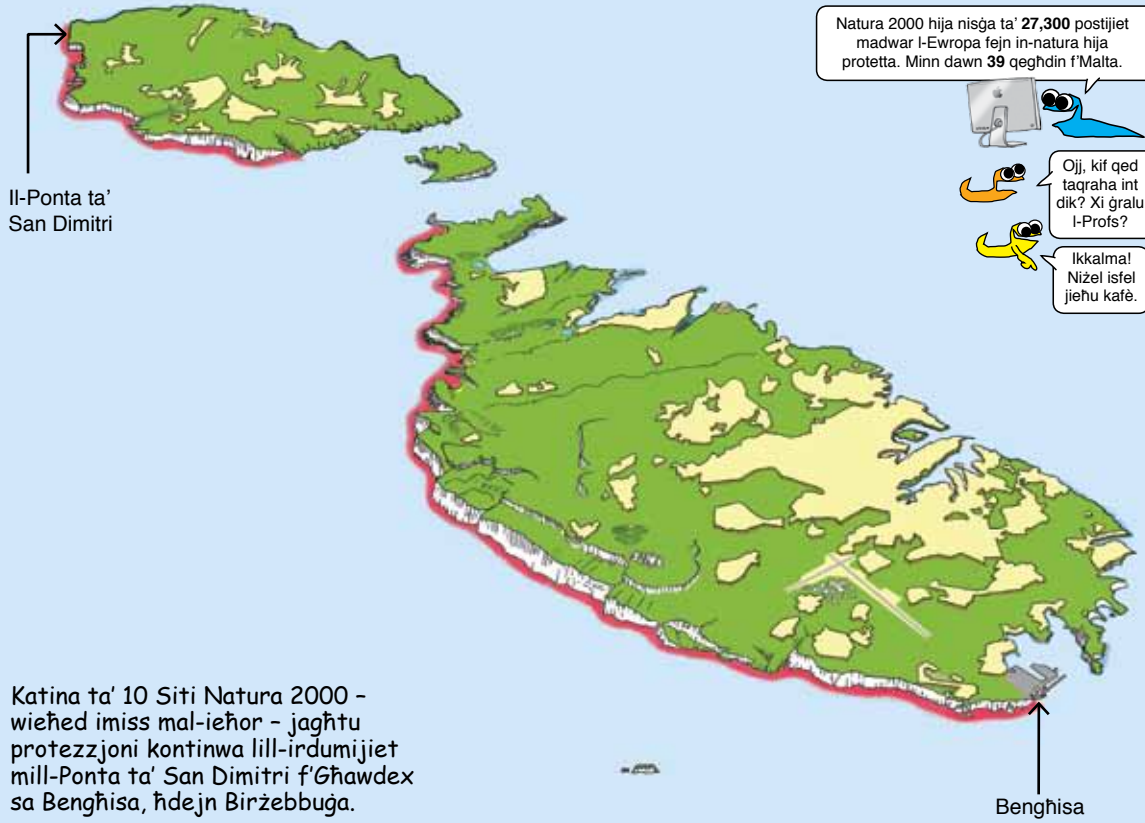 Natura 2000 hija nisġa ta' 27,300 postijiet
madwar l-Ewropa fejn in-natura hija
protetta. Minn dawn 39 qegħdin f'Malta.
Ojj, kif qed
taqraha int
dik? Xi ġralu
l-Profs?
Ikkalma!
Niżel isfel
jieħu kafè.
Il-Ponta ta'
San Dimitri
Katina ta' 10 Siti Natura 2000 –
wieħed imiss mal-ieħor – jagħtu
protezzjoni kontinwa lill-irdumijiet
mill-Ponta ta' San Dimitri f'Għawdex
sa Bengħisa, ħdejn Birżebbuġa.
Bengħisa